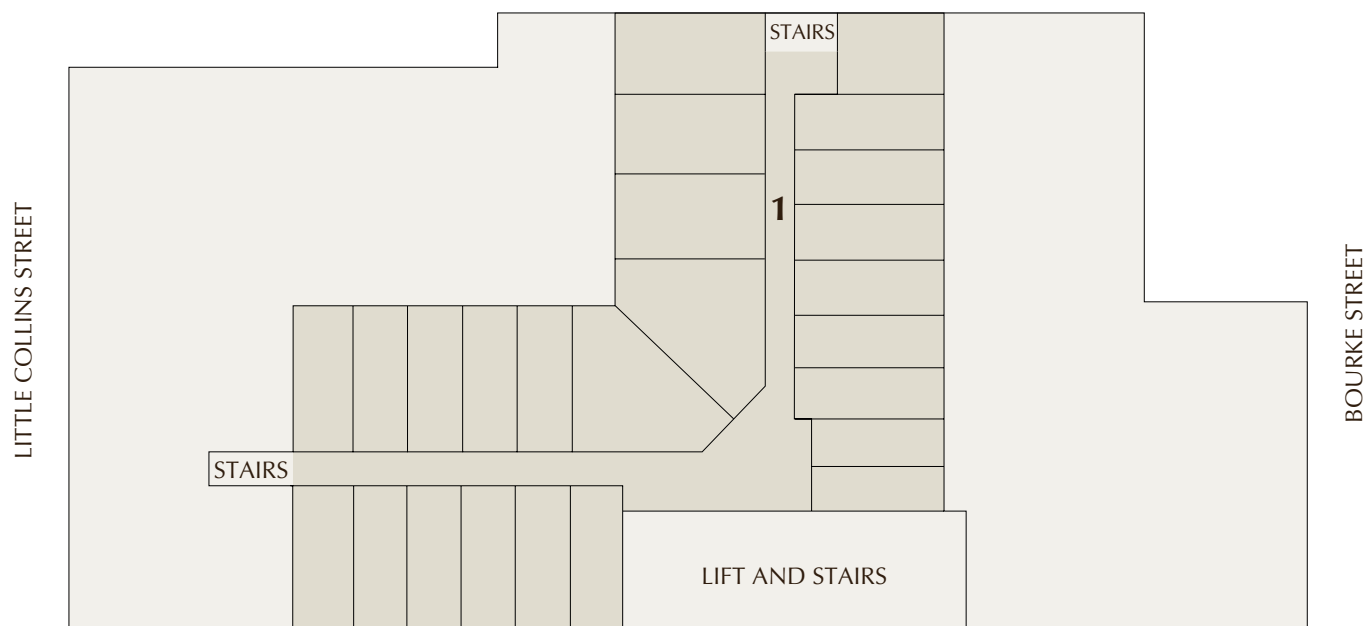 STAIRS
1
LITTLE COLLINS STREET
BOURKE STREET
STAIRS
LIFT AND STAIRS